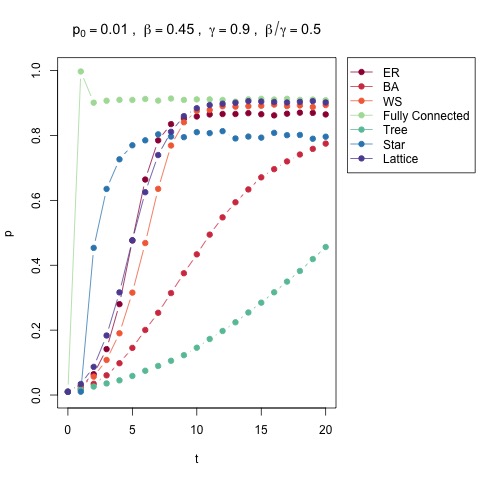 p₀ = 0.01 , β = 0.45 , γ = 0.9 , β/γ = 0.5
ER
BA
WS
Fully Connected
Tree
Star
Lattice
1.0
0.8
0.6
0.4
0.2
0.0
p
0 5 10 15 20
t